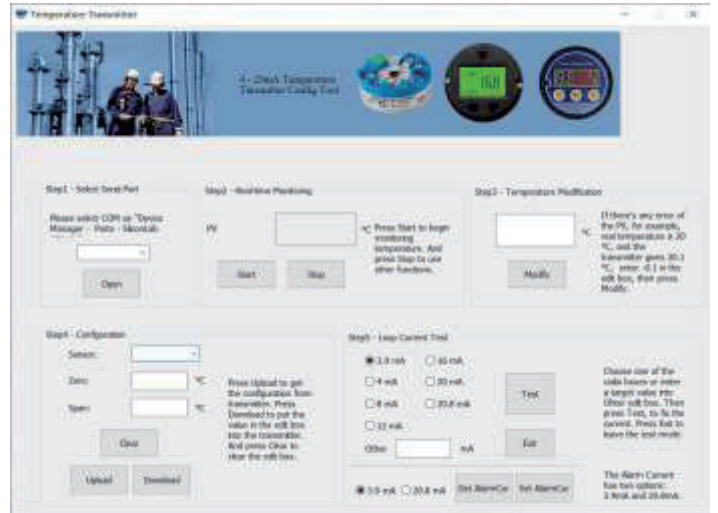 Temperature Transmitter
4 - 20mA Temperature
Transmitter Config Tool
Step1 - Select Serial Port
Please select COM as "Device
Manager - Ports - Siliconlab
Open
Step2 - Realtime Monitoring
PV
℃
Press Start to begin
monitoring
temperature. And
press Stop to use
other functions.
Start
Stop
Step3 - Temperature Modification
℃
If there's any error of
the PV, for example,
real temperature is 20
℃, and the
transmitter gives 20.1
℃, enter -0.1 in the
edit box, then press
Modify.
Modify
Step4 - Configuration
Sensor:
Zero:
℃
Span:
℃
Clear
Upload
Download
Press Upload to get
the configuration from
transmitter. Press
Download to put the
value in the edit box
into the transmitter.
And press Clear to
clear the edit box.
Step5 - Loop Current Test
3.9 mA
16 mA
4 mA
20 mA
8 mA
20.8 mA
12 mA
Other
mA
Test
Exit
Choose one of the
radio boxes or enter
a target value into
Other edit box. Then
press Test, to fix the
current. Press Exit to
leave the test mode.
3.9 mA
20.8 mA
Get AlarmCur
Set AlarmCur
The Alarm Current
has two options:
3.9mA and 20.8mA.